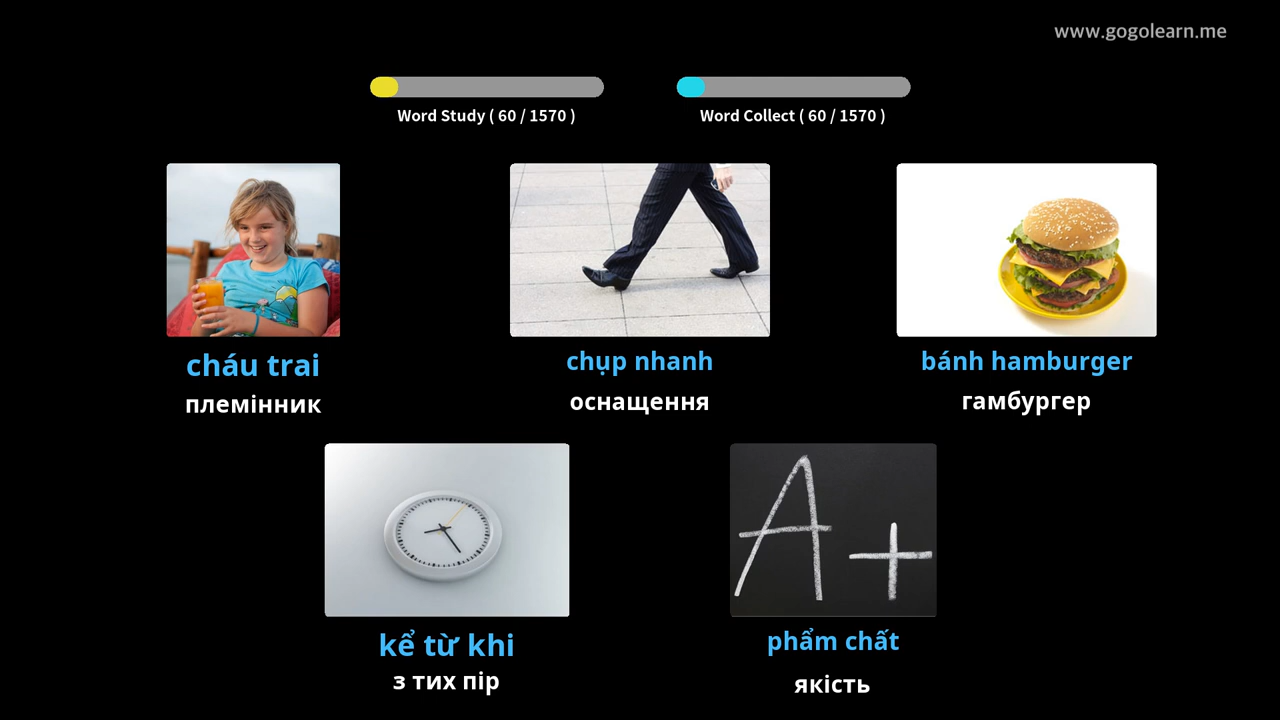 www.gogolearn.me
Word Study ( 60 / 1570 )
Word Collect ( 60 / 1570 )
cháu trai
племінник
chụp nhanh
оснащення
bánh hamburger
гамбургер
kể từ khi
з тих пір
A+
phẩm chất
якість